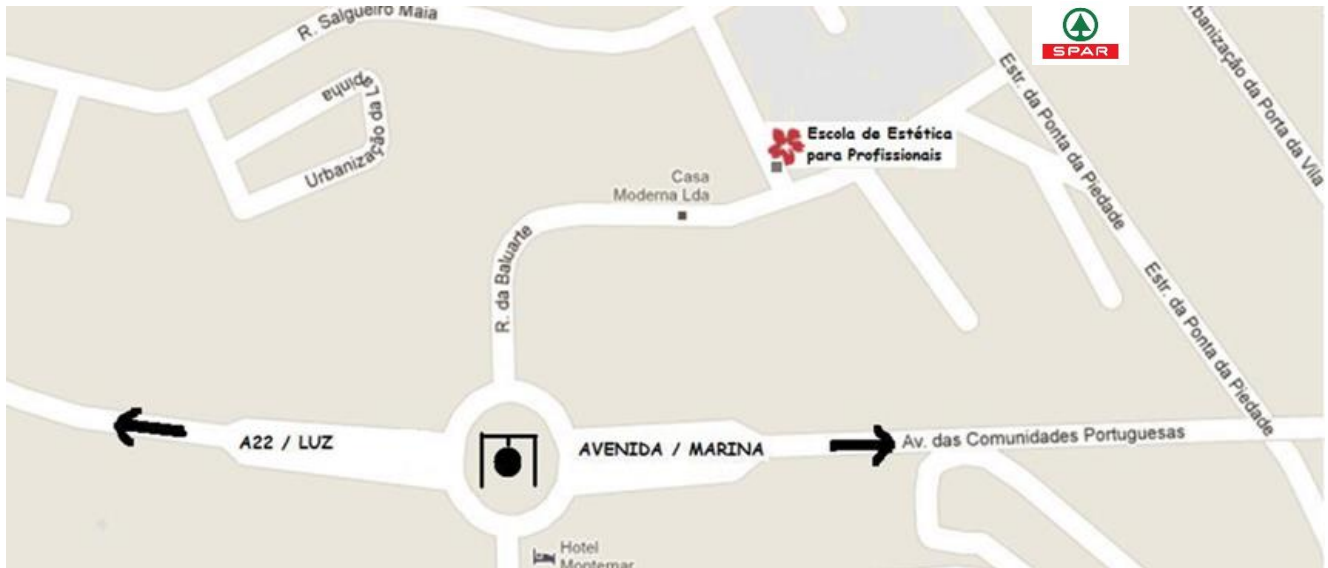 R. Salgueiro Maia
SPAR
Urbanização da Porta da Vila
Urbanização da Lapinha
Estr. da Ponta da Piedade
Escola de Estética
para Profissionais
Casa
Moderna Lda
R. da Baluarte
Estr. da Ponta da Piedade
A22 / LUZ
AVENIDA / MARINA
Av. das Comunidades Portuguesas
Hotel
Montemar